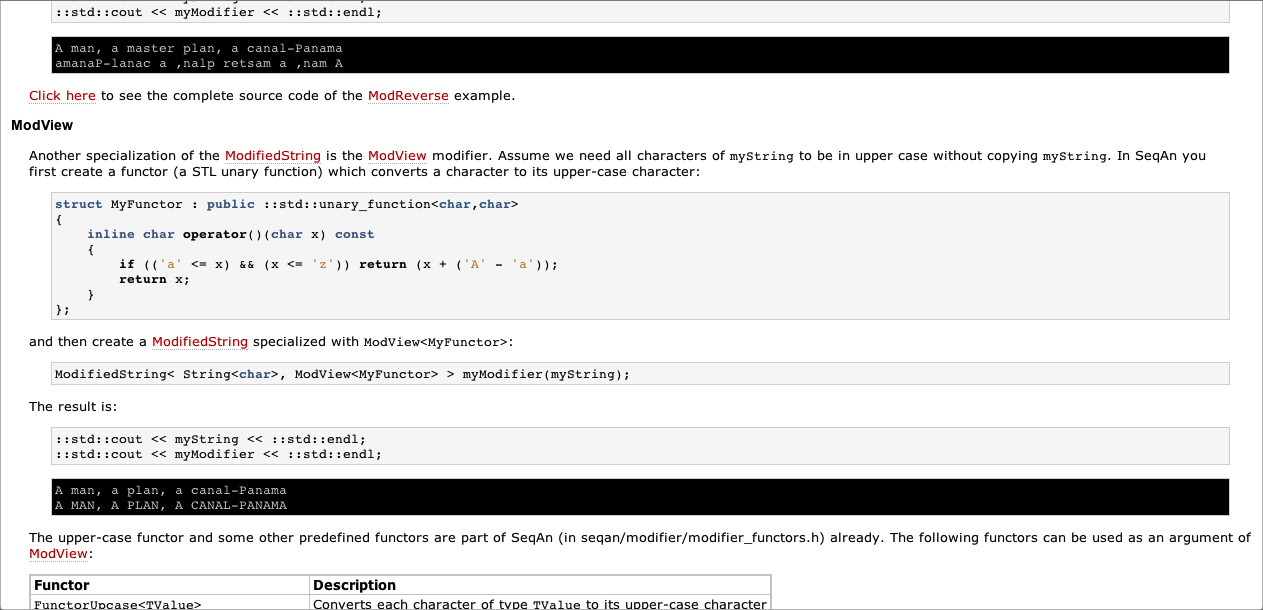 ::std::cout << myModifier << ::std::endl;
A man, a master plan, a canal-Panama
amanaP-lanac a ,nalp retsam a ,nam A
Click here to see the complete source code of the ModReverse example.
ModView
Another specialization of the ModifiedString is the ModView modifier. Assume we need all characters of myString to be in upper case without copying myString. In SeqAn you
first create a functor (a STL unary function) which converts a character to its upper-case character:
struct MyFunctor : public ::std::unary_function<char,char>
{
    inline char operator()(char x) const
    {
        if (('a' <= x) && (x <= 'z')) return (x + ('A' - 'a'));
        return x;
    }
};
and then create a ModifiedString specialized with ModView<MyFunctor>:
ModifiedString< String<char>, ModView<MyFunctor> > myModifier(myString);
The result is:
::std::cout << myString << ::std::endl;
::std::cout << myModifier << ::std::endl;
A man, a plan, a canal-Panama
A MAN, A PLAN, A CANAL-PANAMA
The upper-case functor and some other predefined functors are part of SeqAn (in seqan/modifier/modifier_functors.h) already. The following functors can be used as an argument of
ModView:
Functor Description
FunctorUpcase<TValue> Converts each character of type TValue to its upper-case character